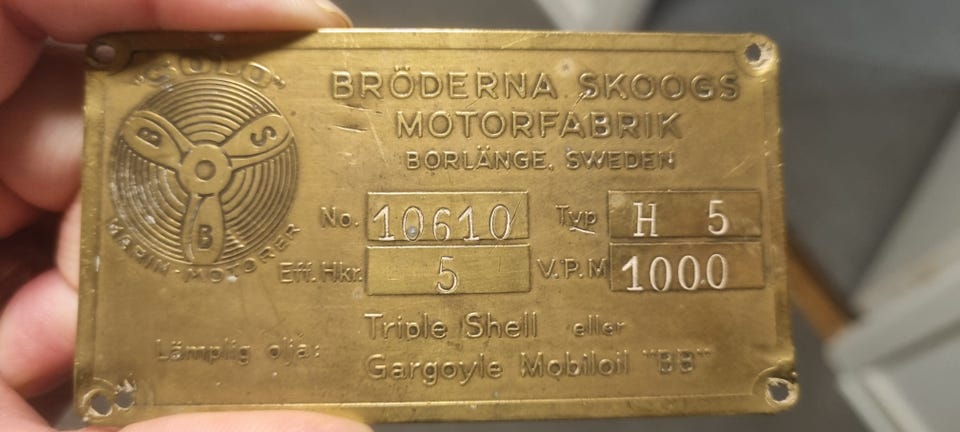 "SOLO"
B S
B
MARIN-MOTORER
BRÖDERNA SKOOGS
MOTORFABRIK
BORLÄNGE, SWEDEN
No. 10610 Typ H 5
Eff. Hkr. 5 V.P.M 1000
Lämplig olja: Triple Shell eller
Gargoyle Mobiloil "BB"